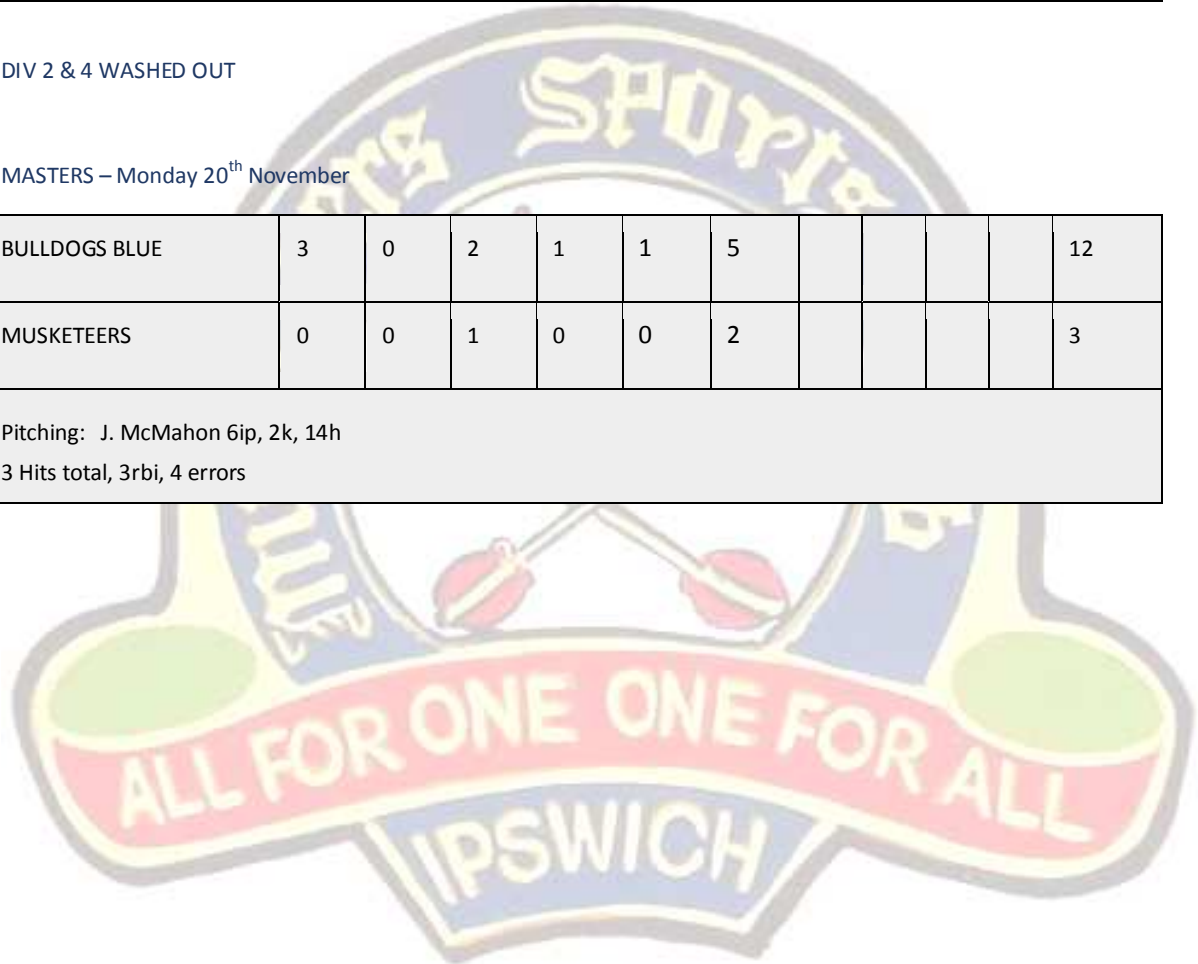 DIV 2 & 4 WASHED OUT
MASTERS – Monday 20th November
BULLDOGS BLUE 3 0 2 1 1 5 12
MUSKETEERS 0 0 1 0 0 2 3
Pitching: J. McMahon 6ip, 2k, 14h
3 Hits total, 3rbi, 4 errors
SPORTS
ALL FOR ONE ONE FOR ALL
IPSWICH